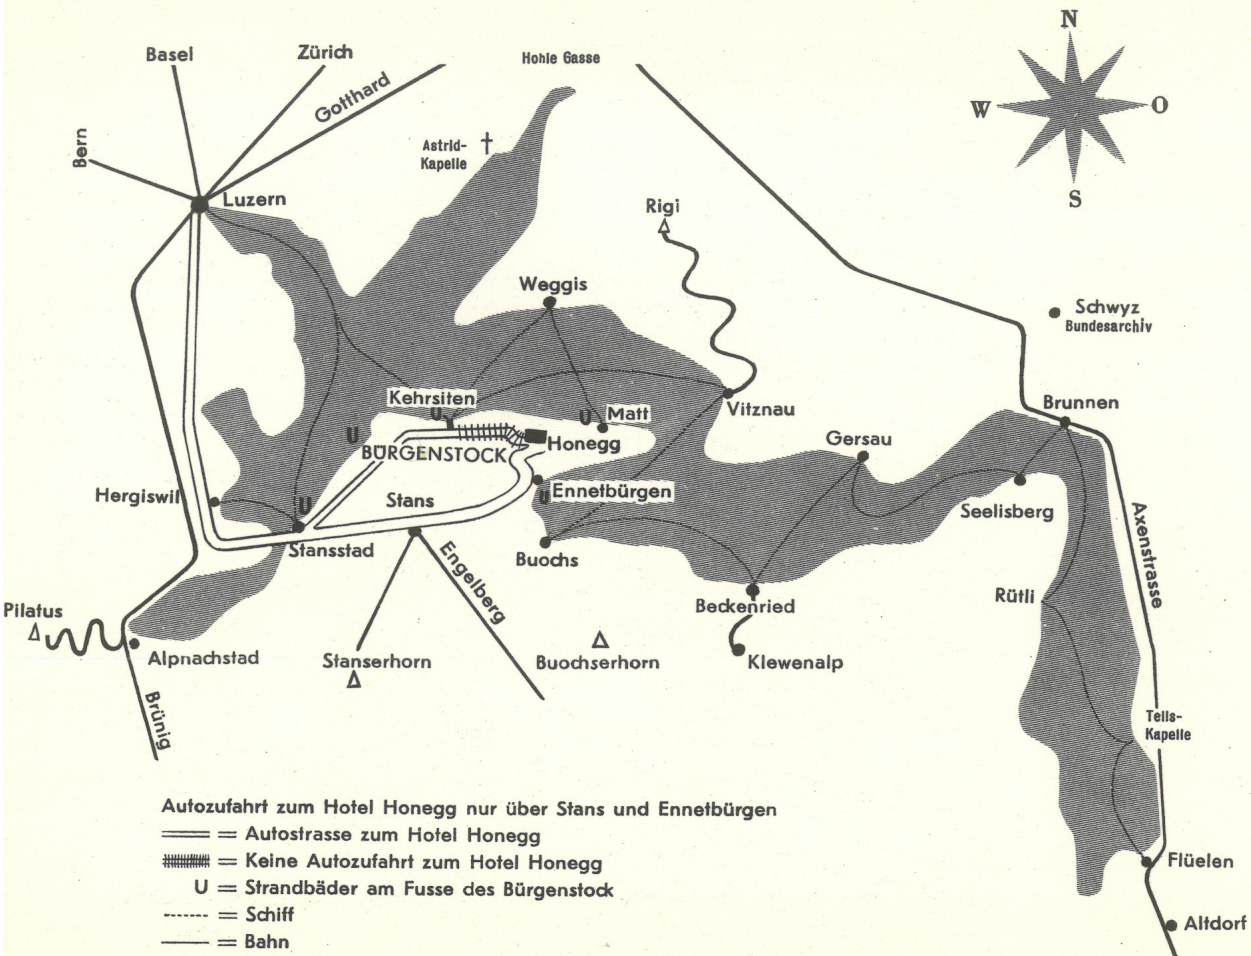 Basel
Zürich
Hohle Gasse
N
Gotthard
W
O
Bern
Astrid-
Kapelle
S
Luzern
Rigi
Weggis
Schwyz
Bundesarchiv
Kehrsiten
U
U
Matt
Vitznau
Brunnen
U
BÜRGENSTOCK
Honegg
Gersau
Hergiswil
U
Stans
U
Ennetbürgen
Seelisberg
Axenstrasse
Stansstad
Engelberg
Buochs
Rütli
Pilatus
Beckenried
Alpnachstad
Stanserhorn
Buochserhorn
Klewenalp
Brünig
Tells-
Kapelle
Autozufahrt zum Hotel Honegg nur über Stans und Ennetbürgen
= Autostrasse zum Hotel Honegg
= Keine Autozufahrt zum Hotel Honegg
U = Strandbäder am Fusse des Bürgenstock
= Schiff
= Bahn
Flüelen
Altdorf